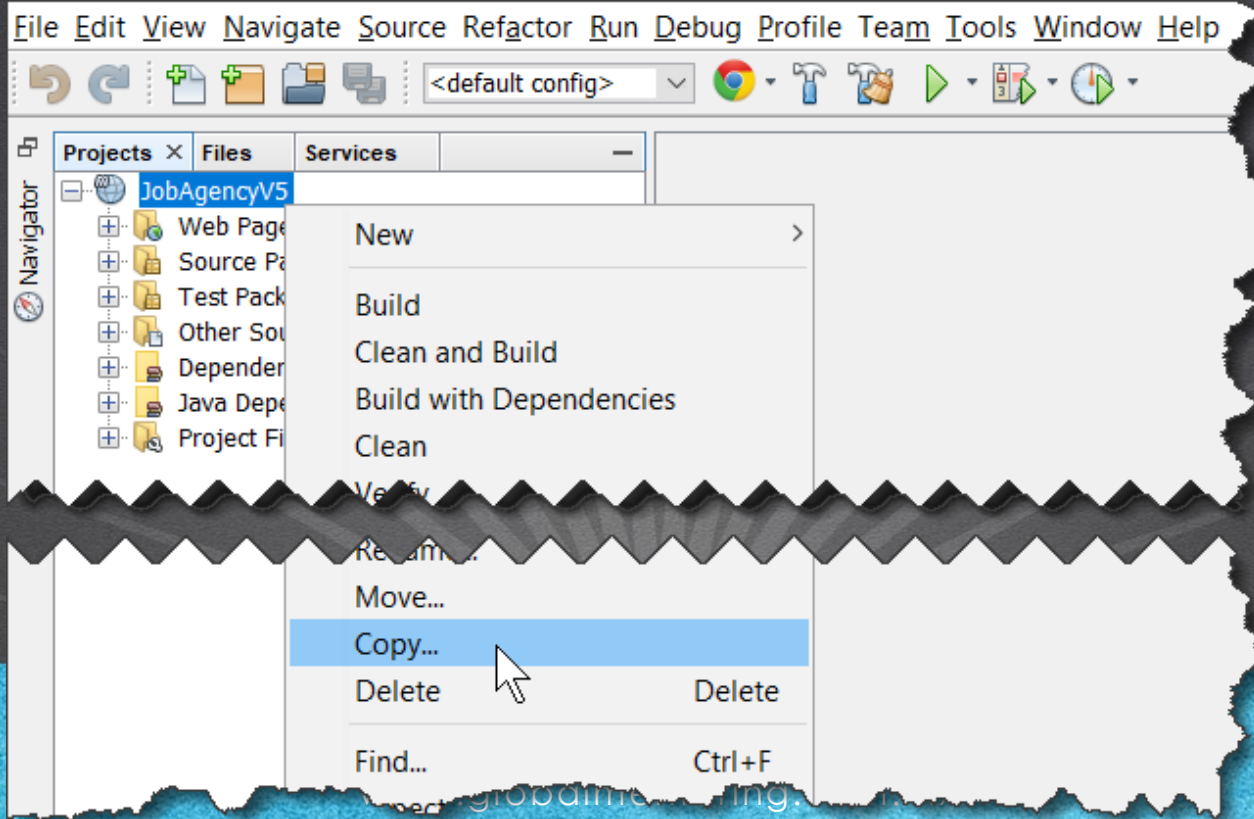 File Edit View Navigate Source Refactor Run Debug Profile Team Tools Window Help
<default config>
Projects Files Services
Navigator
JobAgencyV5
Web Page
Source Pa
Test Pack
Other Sou
Depender
Java Depe
Project Fi
New
Build
Clean and Build
Build with Dependencies
Clean
Verify
Rename...
Move...
Copy...
Delete Delete
Find... Ctrl+F